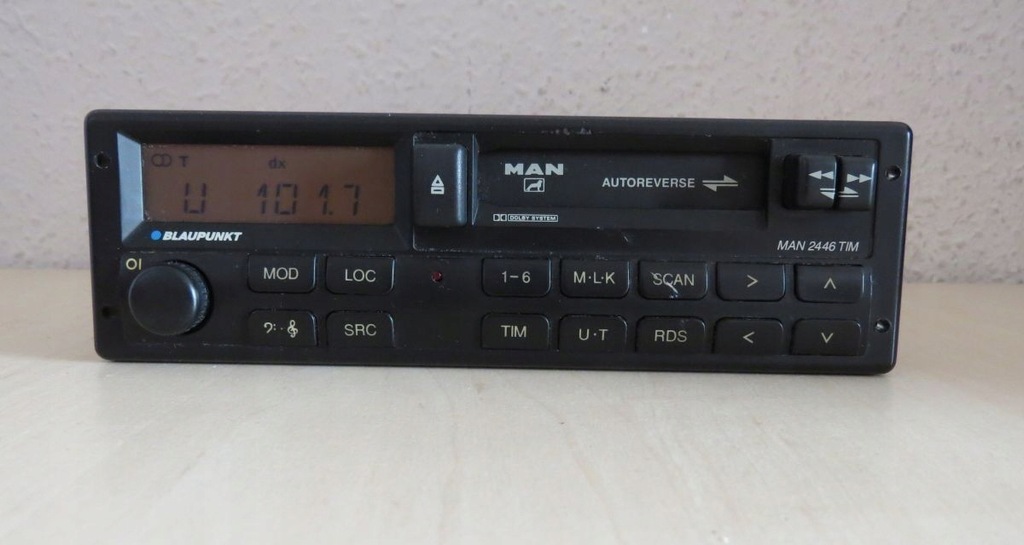 T dx
U 101.7
BLAUPUNKT
MAN
AUTOREVERSE
DOLBY SYSTEM
MAN 2446 TIM
MOD LOC 1-6 M·L·K SCAN > ∧
SRC TIM U·T RDS < ∨